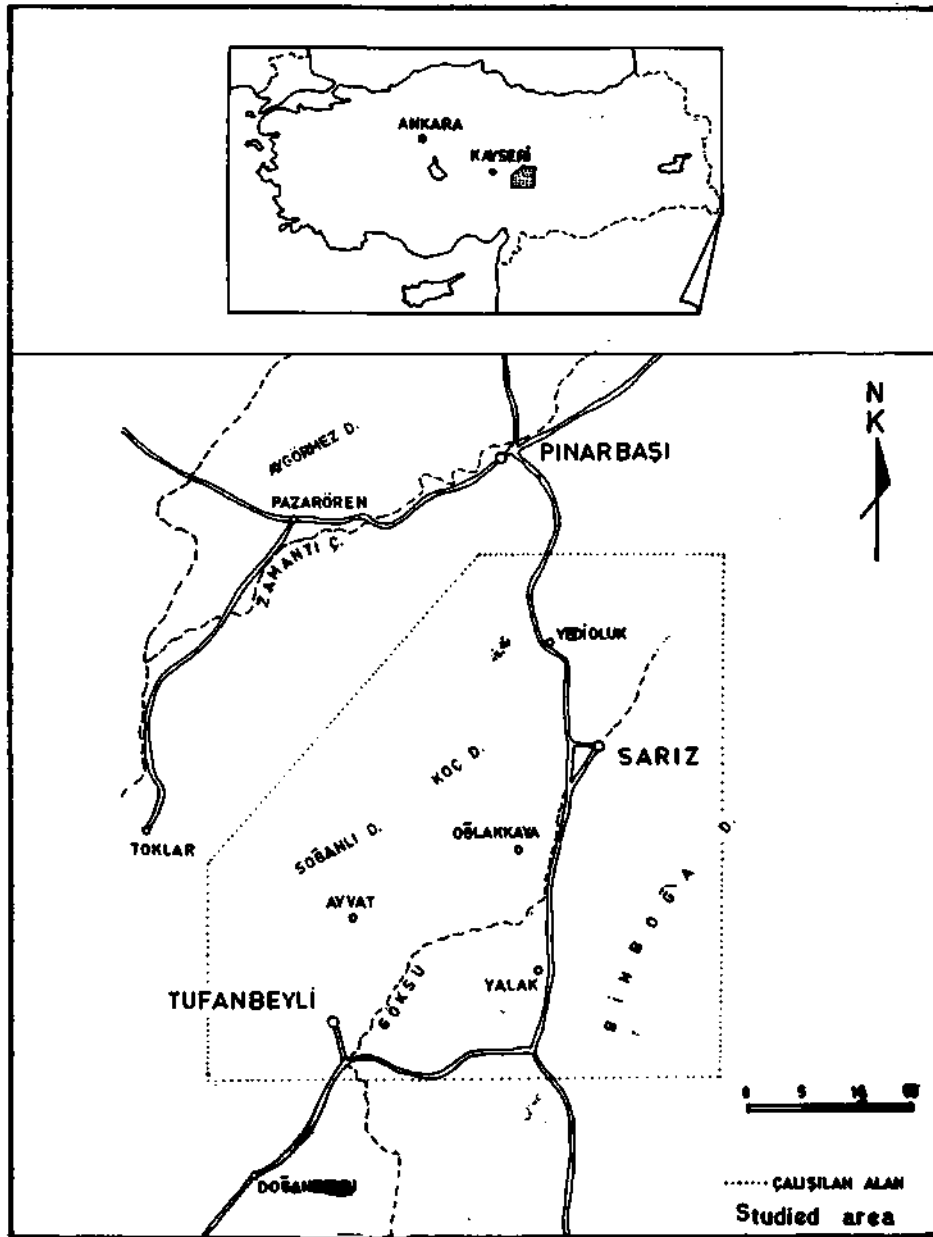 ANKARA
KAYSERİ
N
K
AYGÖRMEZ D.
PINARBAŞI
PAZARÖREN
ZAMANTI Ç.
YEDİOLUK
SARIZ
KOÇ D.
OĞLAKKAYA
SOĞANLI D.
TOKLAR
AYVAT
BİNBOĞA D.
GÖKSU
YALAK
TUFANBEYLİ
0 5
ÇALIŞILAN ALAN
Studied area